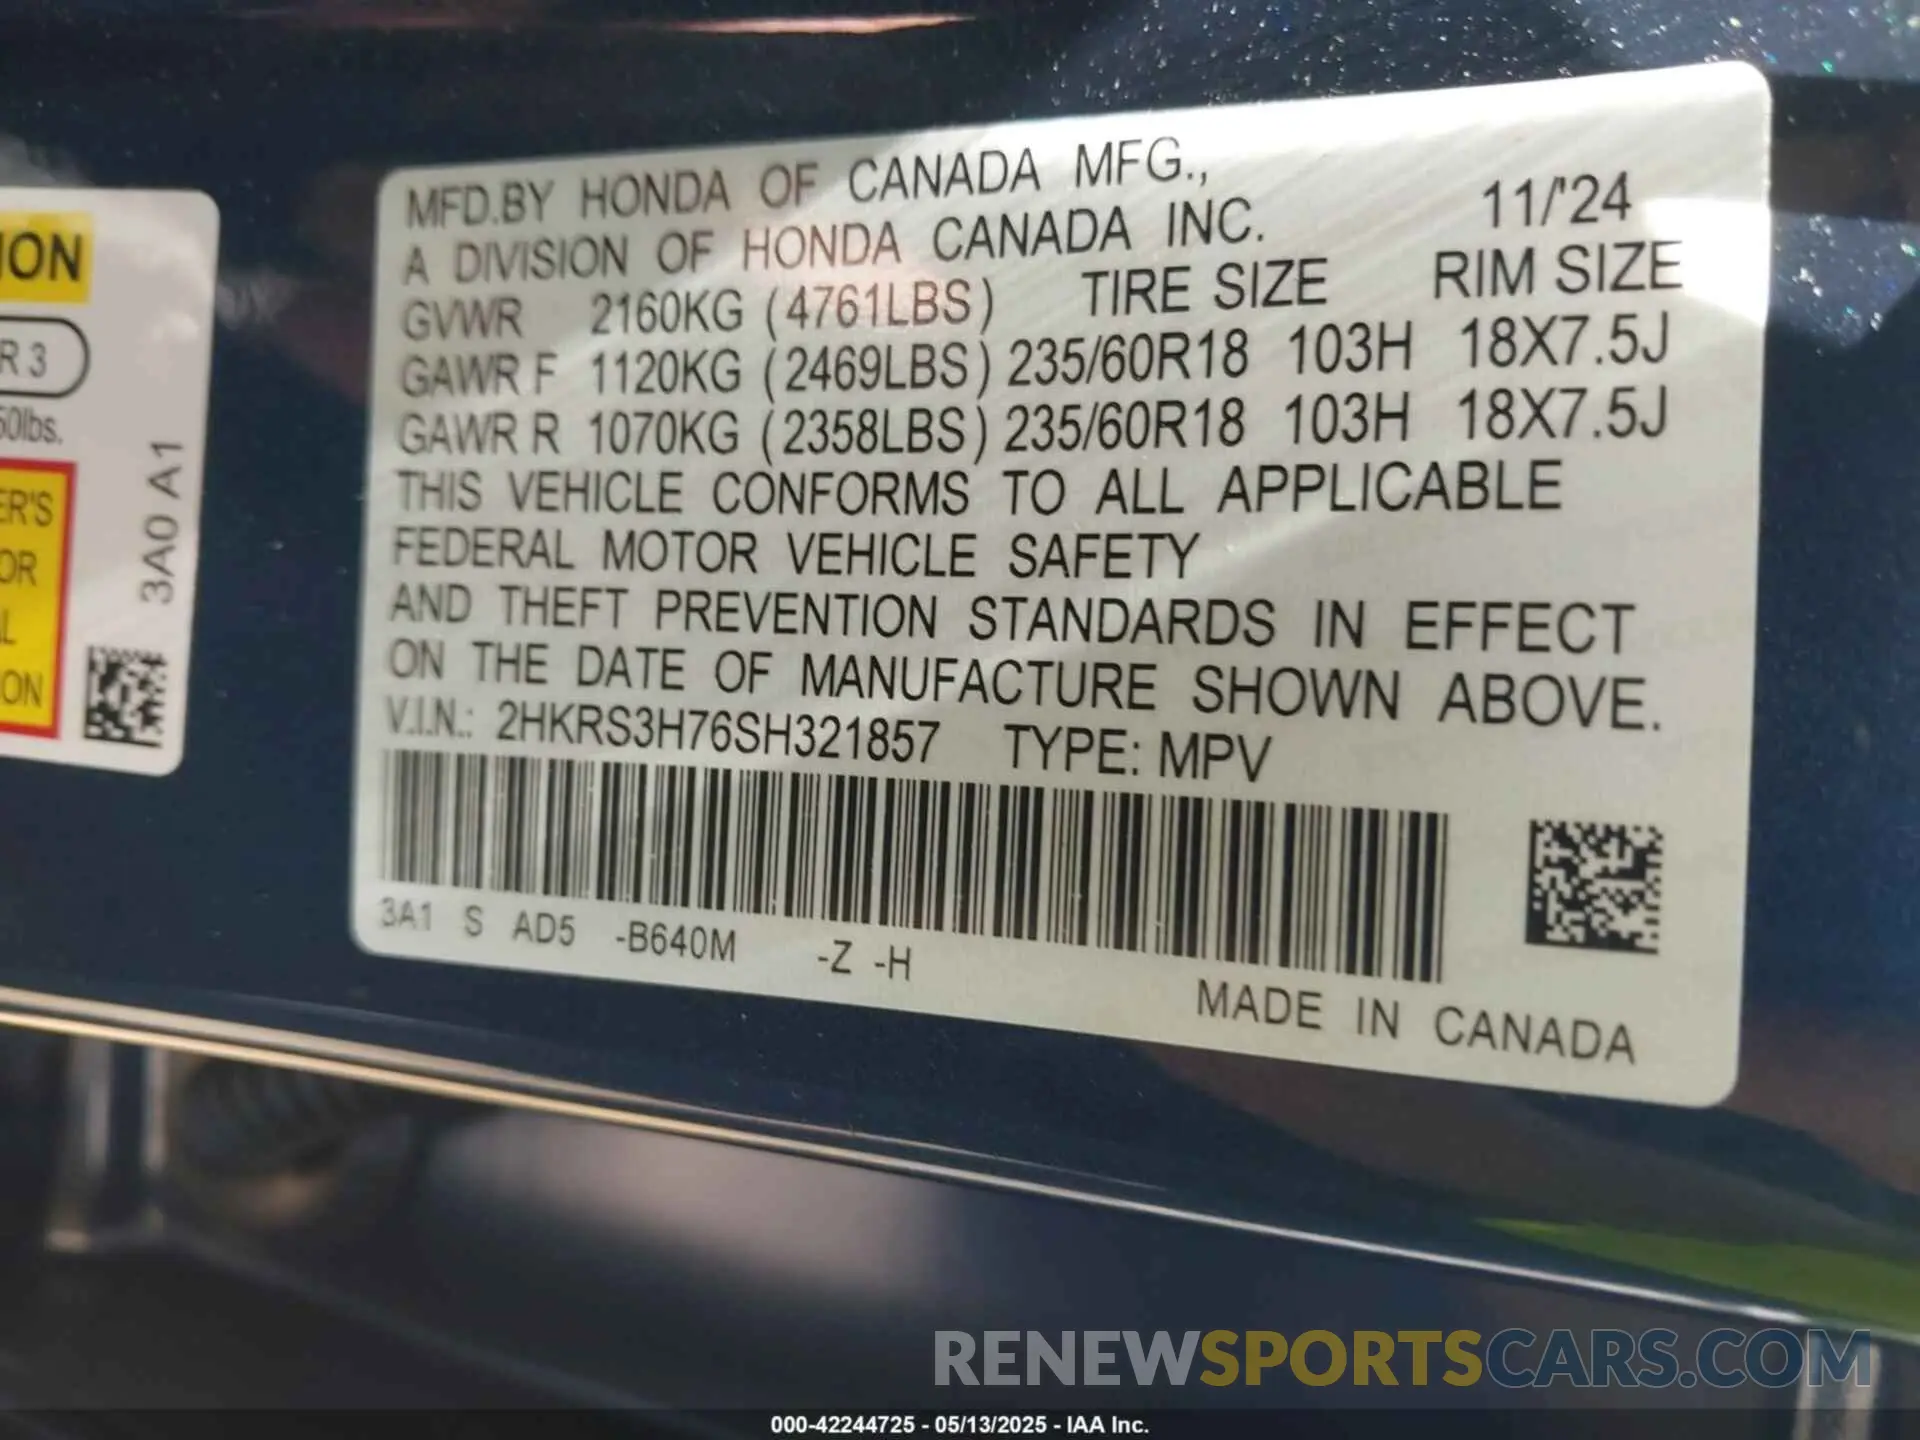 ION
R 3
50lbs.
ER'S
OR
L
ION
3A0 A1
MFD.BY HONDA OF CANADA MFG.,
A DIVISION OF HONDA CANADA INC. 11/'24
GVWR 2160KG (4761LBS) TIRE SIZE RIM SIZE
GAWR F 1120KG (2469LBS) 235/60R18 103H 18X7.5J
GAWR R 1070KG (2358LBS) 235/60R18 103H 18X7.5J
THIS VEHICLE CONFORMS TO ALL APPLICABLE
FEDERAL MOTOR VEHICLE SAFETY
AND THEFT PREVENTION STANDARDS IN EFFECT
ON THE DATE OF MANUFACTURE SHOWN ABOVE.
V.I.N.: 2HKRS3H76SH321857 TYPE: MPV
3A1 S AD5 -B640M -Z -H
MADE IN CANADA
RENEWSPORTSCARS.COM
000-42244725 - 05/13/2025 - IAA Inc.